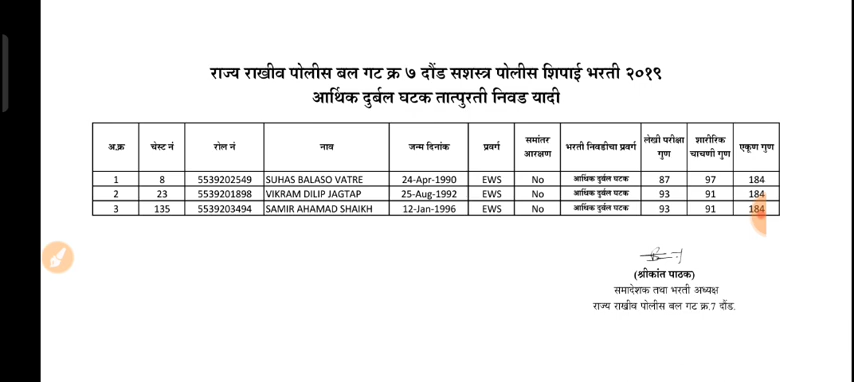 राज्य राखीव पोलीस बल गट क्र ७ दौंड सशस्त्र पोलीस शिपाई भरती २०१९
आर्थिक दुर्बल घटक तात्पुरती निवड यादी
अ.क्र चेस्ट नं रोल नं नाव जन्म दिनांक प्रवर्ग समांतर आरक्षण भरती निवडीचा प्रवर्ग लेखी परीक्षा गुण शारीरिक चाचणी गुण एकूण गुण
1 8 5539202549 SUHAS BALASO VATRE 24-Apr-1990 EWS No आर्थिक दुर्बल घटक 87 97 184
2 23 5539201898 VIKRAM DILIP JAGTAP 25-Aug-1992 EWS No आर्थिक दुर्बल घटक 93 91 184
3 135 5539203494 SAMIR AHAMAD SHAIKH 12-Jan-1996 EWS No आर्थिक दुर्बल घटक 93 91 184
(श्रीकांत पाठक)
समादेशक तथा भरती अध्यक्ष
राज्य राखीव पोलीस बल गट क्र.7 दौंड.